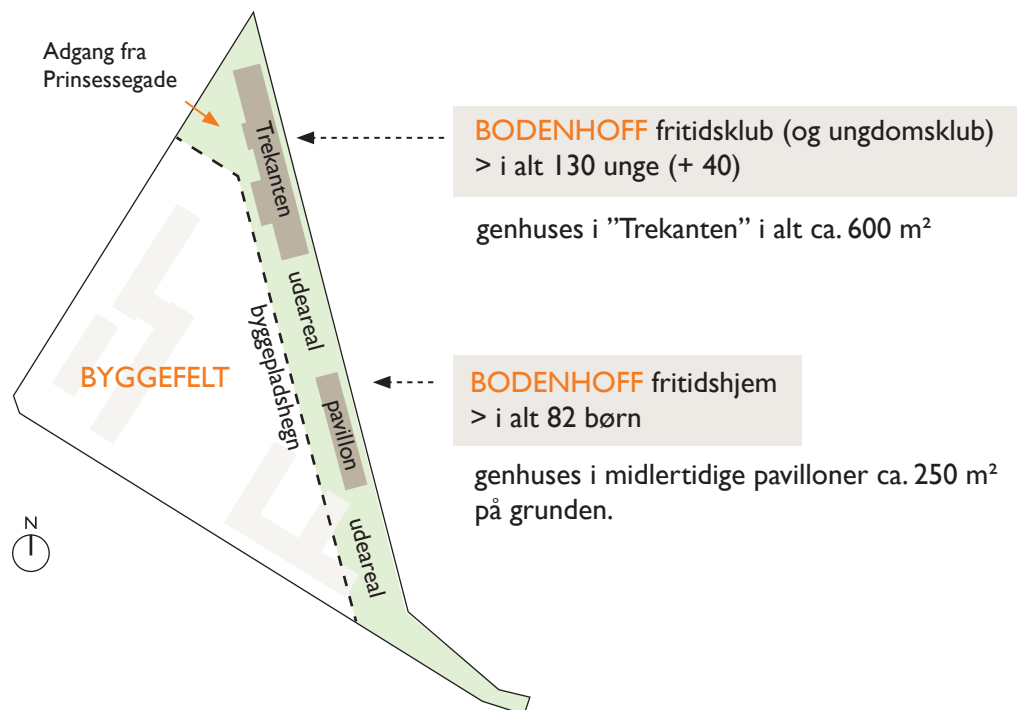 Adgang fra
Prinsessegade
Trekanten
BODENHOFF fritidsklub (og ungdomsklub)
> i alt 130 unge (+ 40)
genhuses i ”Trekanten” i alt ca. 600 m²
udeareal
byggepladshegn
BYGGEFELT
pavillon
BODENHOFF fritidshjem
> i alt 82 børn
genhuses i midlertidige pavilloner ca. 250 m²
på grunden.
udeareal
N